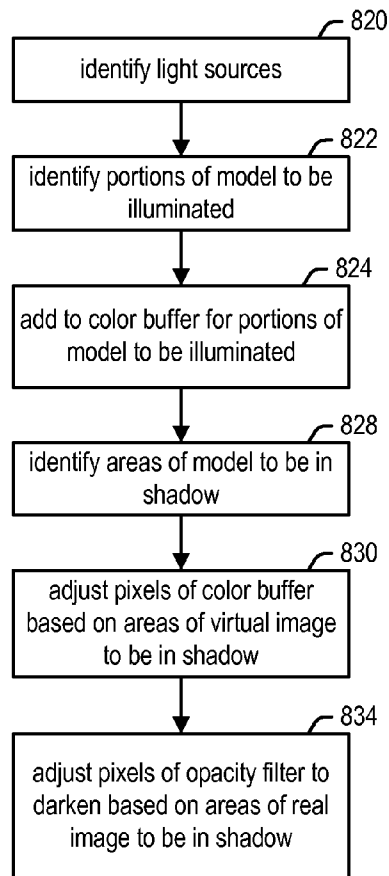 820
identify light sources
822
identify portions of model to be
illuminated
824
add to color buffer for portions of
model to be illuminated
828
identify areas of model to be in
shadow
830
adjust pixels of color buffer
based on areas of virtual image
to be in shadow
834
adjust pixels of opacity filter to
darken based on areas of real
image to be in shadow